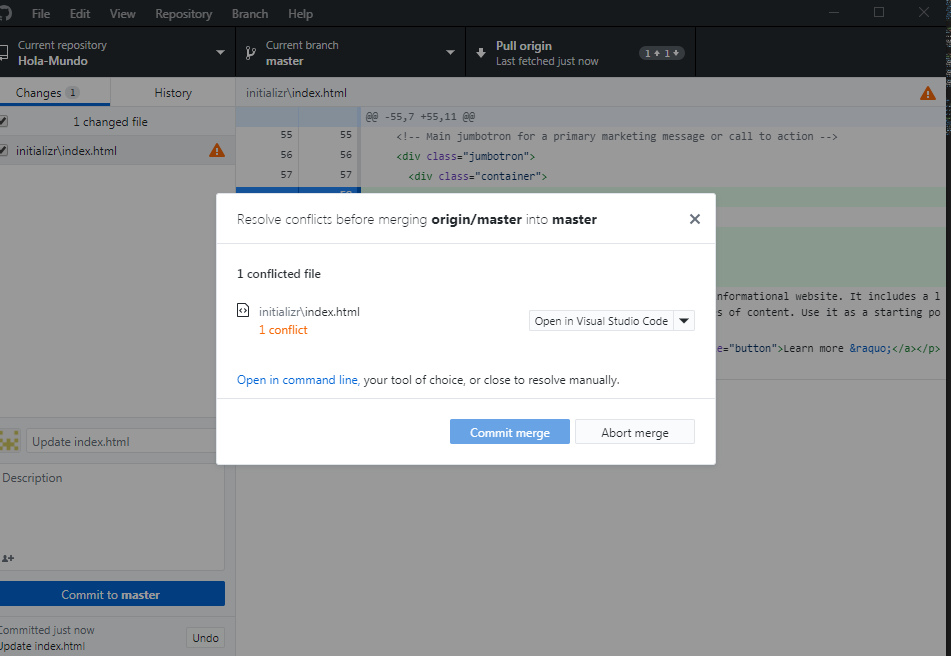 File Edit View Repository Branch Help
Current repository
Hola-Mundo
Current branch
master
Pull origin
Last fetched just now
1 1
Changes 1
History
initializr\index.html
1 changed file
@@ -55,7 +55,11 @@
initializr\index.html
55 55 <!-- Main jumbotron for a primary marketing message or call to action -->
56 56 <div class="jumbotron">
57 57 <div class="container">
Resolve conflicts before merging origin/master into master
1 conflicted file
initializr\index.html
1 conflict
Open in Visual Studio Code
Open in command line, your tool of choice, or close to resolve manually.
Commit merge
Abort merge
nformational website. It includes a l
s of content. Use it as a starting po
e="button">Learn more &raquo;</a></p>
Update index.html
Description
Commit to master
Committed just now
Update index.html
Undo